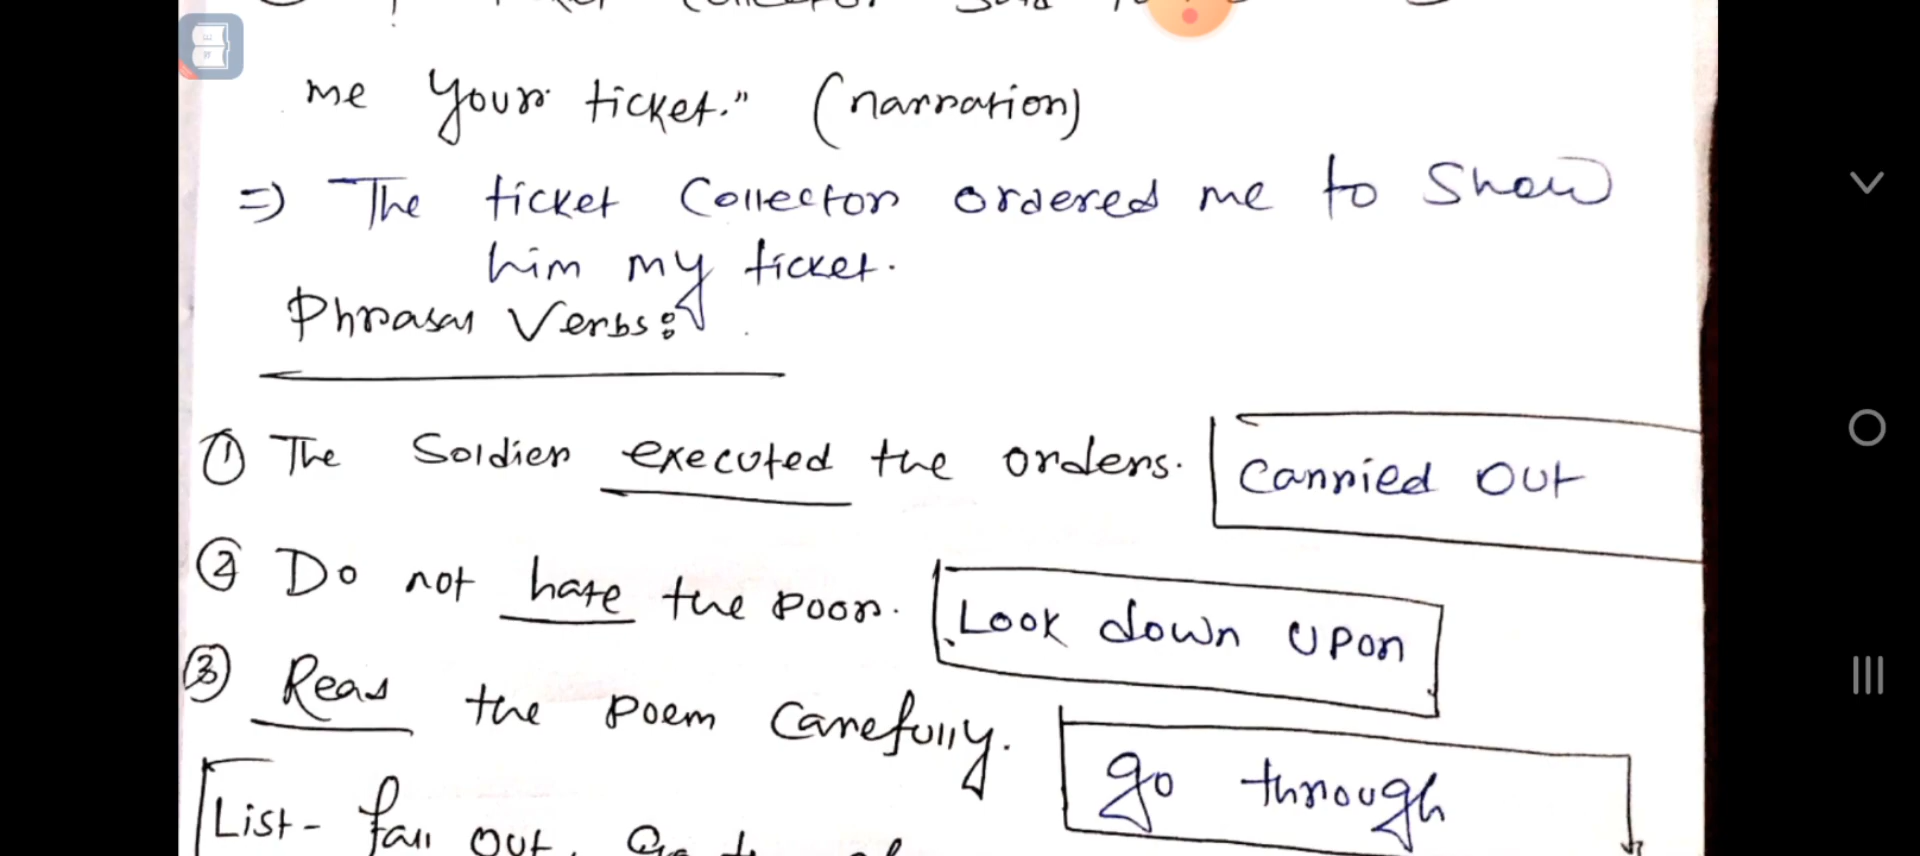 me your ticket." (narration)
=> The ticket Collector ordered me to Show
him my ticket.
Phrasal Verbs:
① The Soldier executed the orders. Carried Out
② Do not hate the poor. Look down upon
③ Read the poem Carefully. go through
List - fall out,